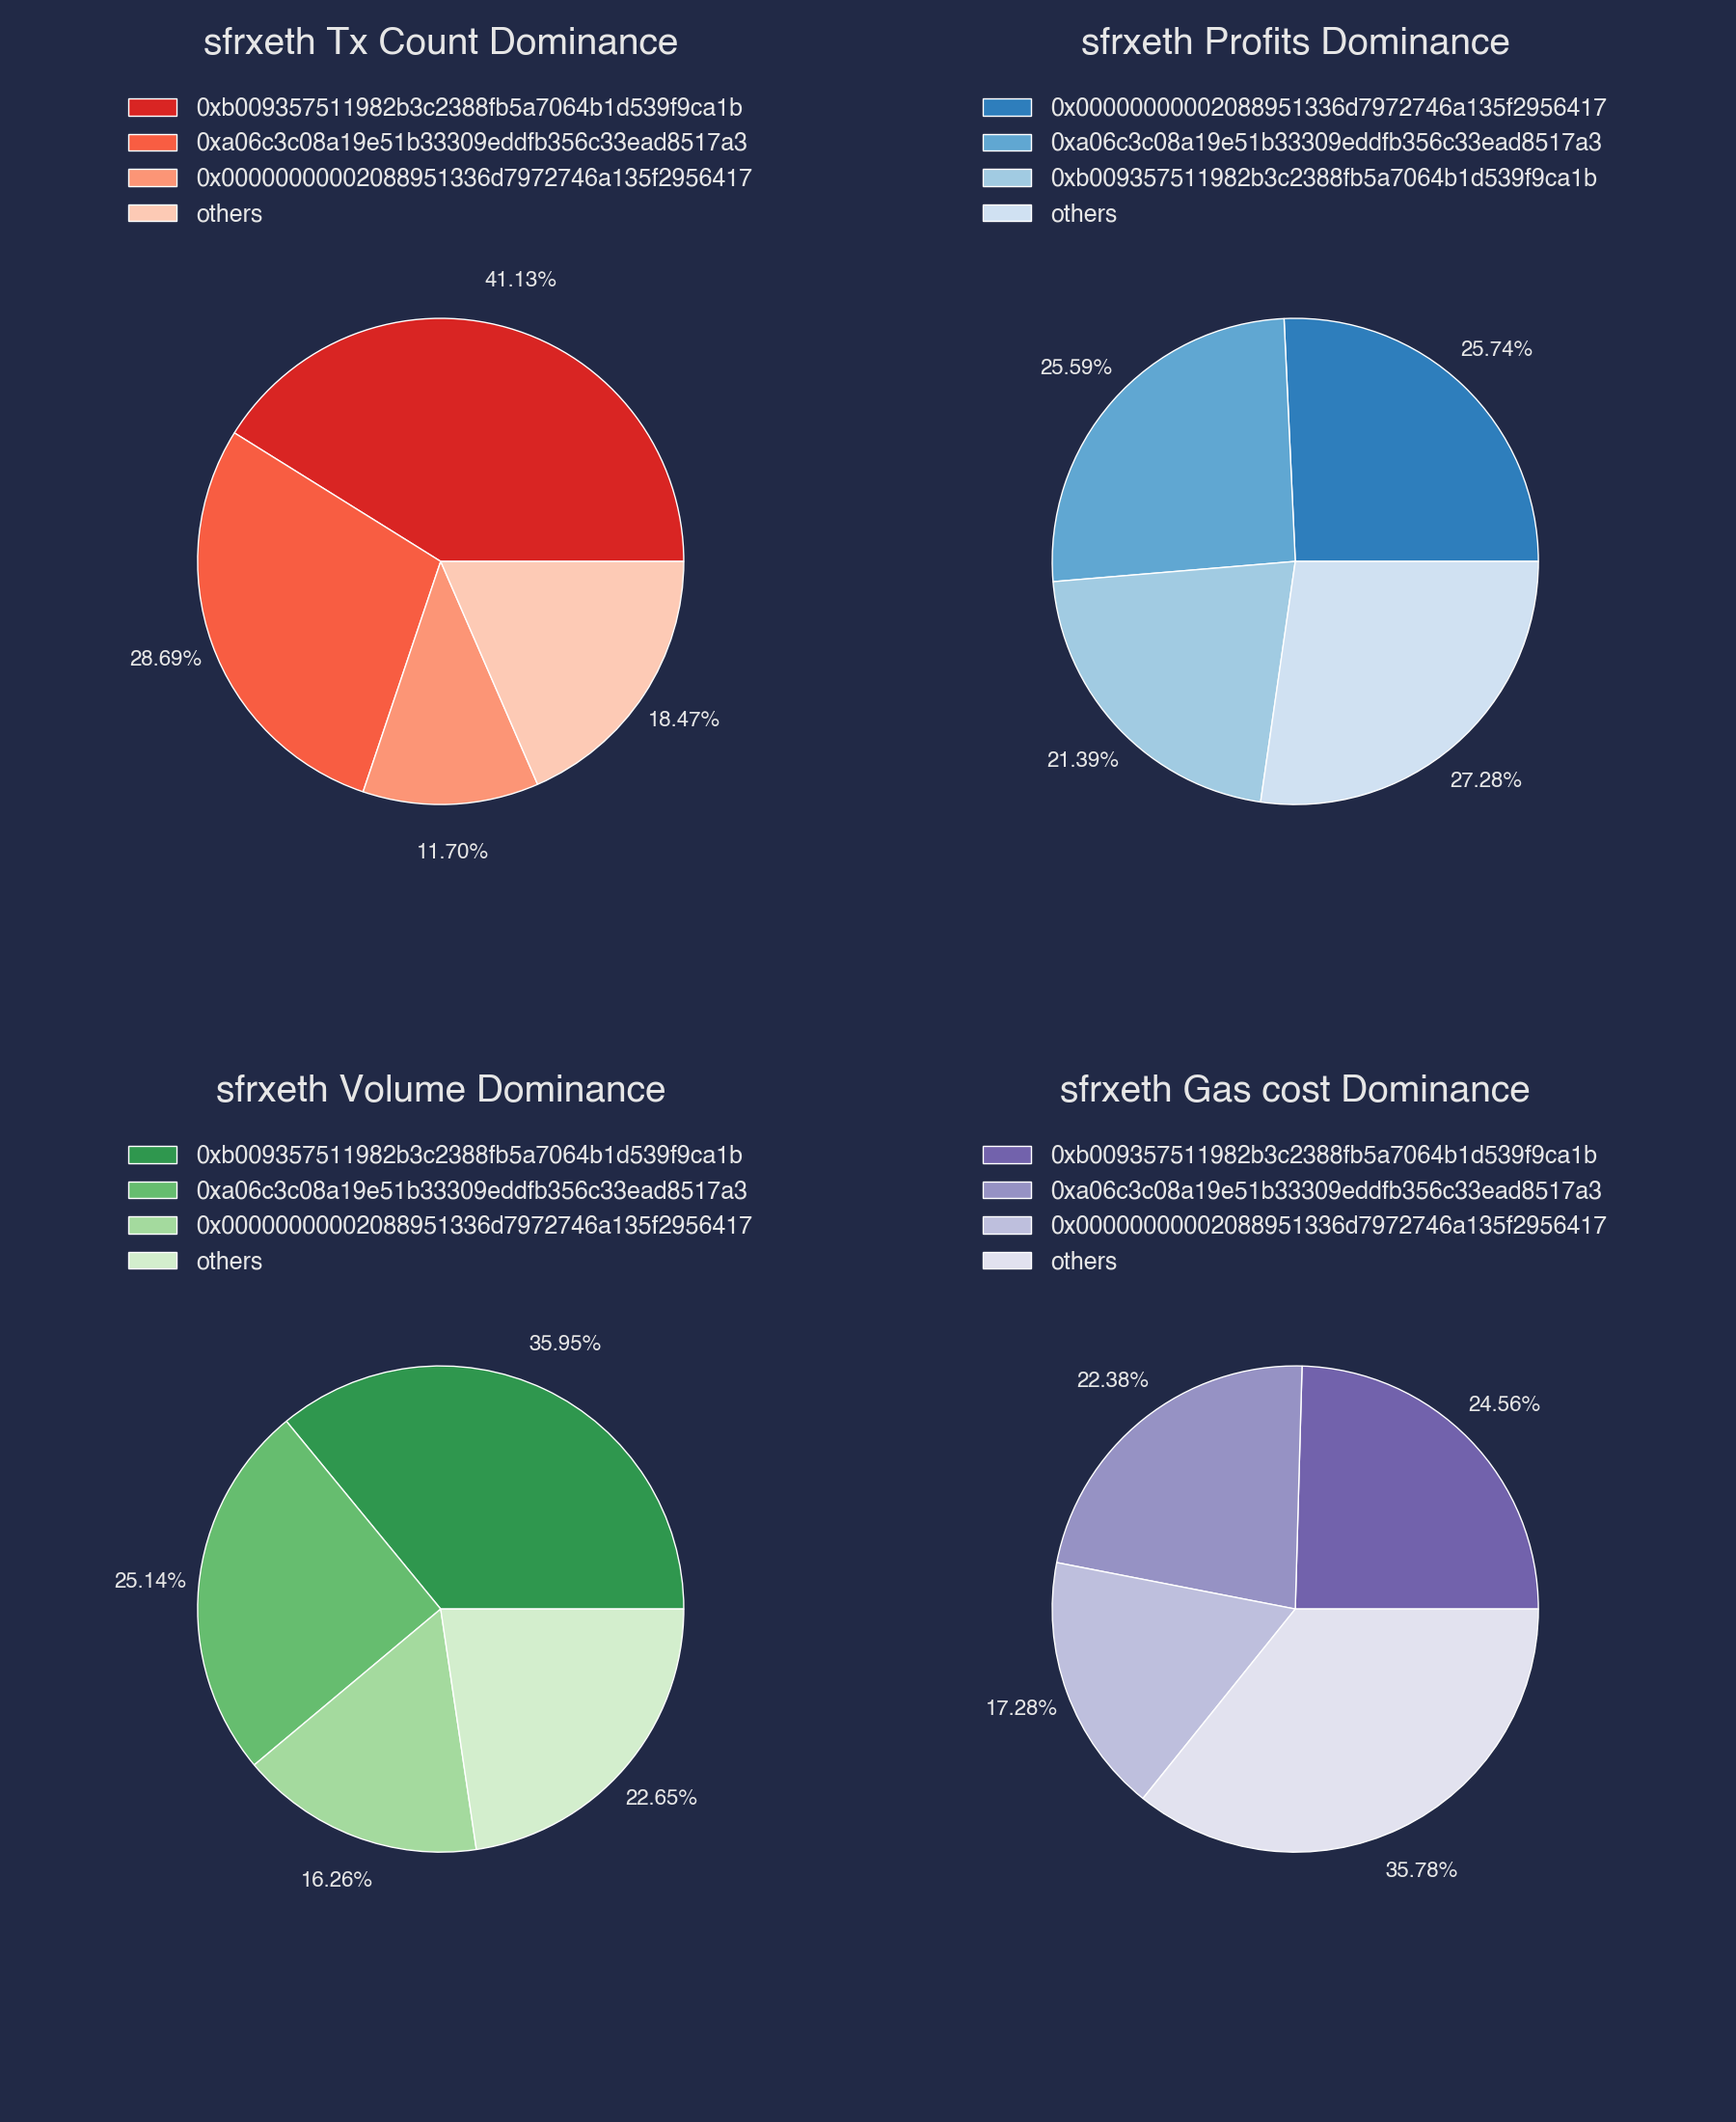 sfrxeth Tx Count Dominance
0xb009357511982b3c2388fb5a7064b1d539f9ca1b
0xa06c3c08a19e51b33309eddfb356c33ead8517a3
0x00000000002088951336d7972746a135f2956417
others
41.13%
28.69%
18.47%
11.70%
sfrxeth Profits Dominance
0x00000000002088951336d7972746a135f2956417
0xa06c3c08a19e51b33309eddfb356c33ead8517a3
0xb009357511982b3c2388fb5a7064b1d539f9ca1b
others
25.74%
25.59%
21.39%
27.28%
sfrxeth Volume Dominance
0xb009357511982b3c2388fb5a7064b1d539f9ca1b
0xa06c3c08a19e51b33309eddfb356c33ead8517a3
0x00000000002088951336d7972746a135f2956417
others
35.95%
25.14%
22.65%
16.26%
sfrxeth Gas cost Dominance
0xb009357511982b3c2388fb5a7064b1d539f9ca1b
0xa06c3c08a19e51b33309eddfb356c33ead8517a3
0x00000000002088951336d7972746a135f2956417
others
22.38%
24.56%
17.28%
35.78%